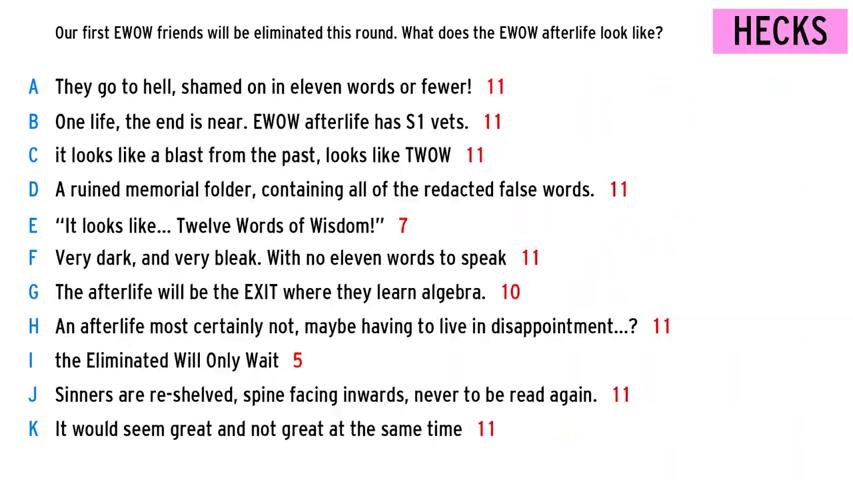 Our first EWOW friends will be eliminated this round. What does the EWOW afterlife look like?
HECKS
A They go to hell, shamed on in eleven words or fewer! 11
B One life, the end is near. EWOW afterlife has S1 vets. 11
C it looks like a blast from the past, looks like TWOW 11
D A ruined memorial folder, containing all of the redacted false words. 11
E “It looks like... Twelve Words of Wisdom!” 7
F Very dark, and very bleak. With no eleven words to speak 11
G The afterlife will be the EXIT where they learn algebra. 10
H An afterlife most certainly not, maybe having to live in disappointment...? 11
I the Eliminated Will Only Wait 5
J Sinners are re-shelved, spine facing inwards, never to be read again. 11
K It would seem great and not great at the same time 11